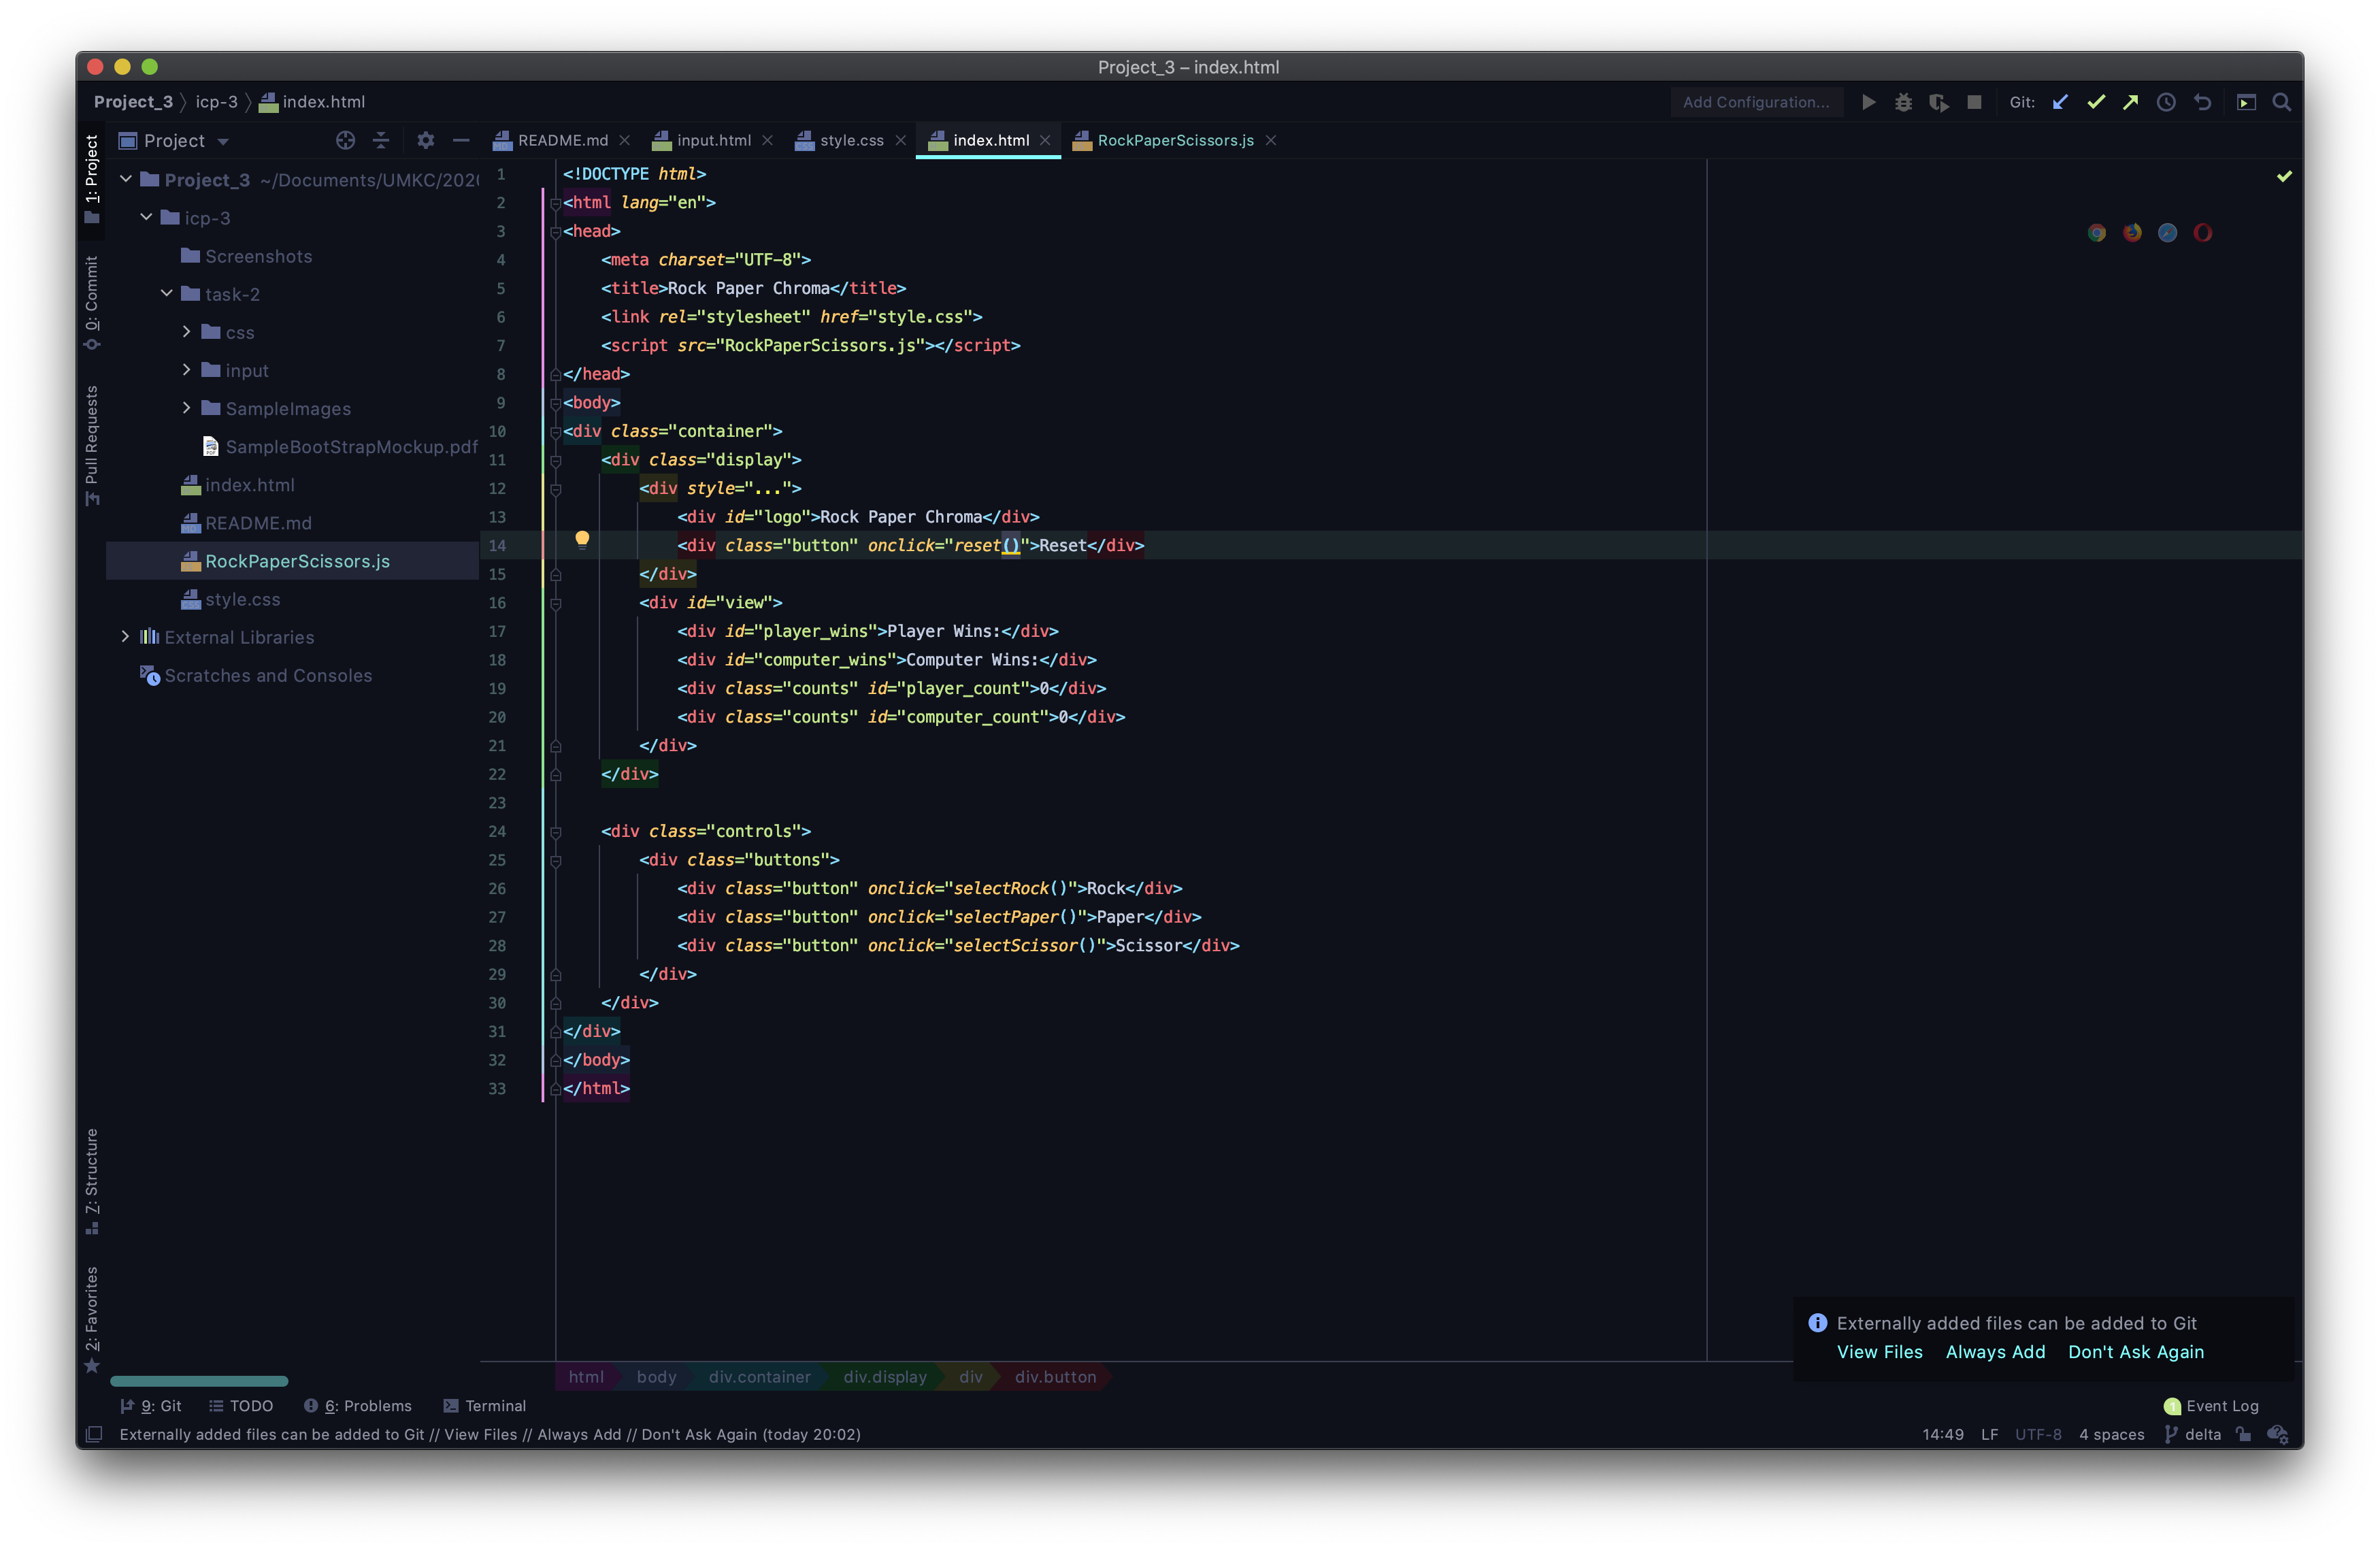 Project_3 – index.html
Project_3 icp-3 index.html
Add Configuration... Git:
Project
README.md input.html style.css index.html RockPaperScissors.js
1: Project
0: Commit
Pull Requests
7: Structure
2: Favorites
Project_3 ~/Documents/UMKC/202
icp-3
Screenshots
task-2
css
input
SampleImages
SampleBootStrapMockup.pdf
index.html
README.md
RockPaperScissors.js
style.css
External Libraries
Scratches and Consoles
1 <!DOCTYPE html>
2 <html lang="en">
3 <head>
4 <meta charset="UTF-8">
5 <title>Rock Paper Chroma</title>
6 <link rel="stylesheet" href="style.css">
7 <script src="RockPaperScissors.js"></script>
8 </head>
9 <body>
10 <div class="container">
11 <div class="display">
12 <div style="...">
13 <div id="logo">Rock Paper Chroma</div>
14 <div class="button" onclick="reset()">Reset</div>
15 </div>
16 <div id="view">
17 <div id="player_wins">Player Wins:</div>
18 <div id="computer_wins">Computer Wins:</div>
19 <div class="counts" id="player_count">0</div>
20 <div class="counts" id="computer_count">0</div>
21 </div>
22 </div>
23
24 <div class="controls">
25 <div class="buttons">
26 <div class="button" onclick="selectRock()">Rock</div>
27 <div class="button" onclick="selectPaper()">Paper</div>
28 <div class="button" onclick="selectScissor()">Scissor</div>
29 </div>
30 </div>
31 </div>
32 </body>
33 </html>
Externally added files can be added to Git
View Files Always Add Don't Ask Again
html body div.container div.display div div.button
9: Git TODO 6: Problems Terminal 1 Event Log
Externally added files can be added to Git // View Files // Always Add // Don't Ask Again (today 20:02) 14:49 LF UTF-8 4 spaces delta